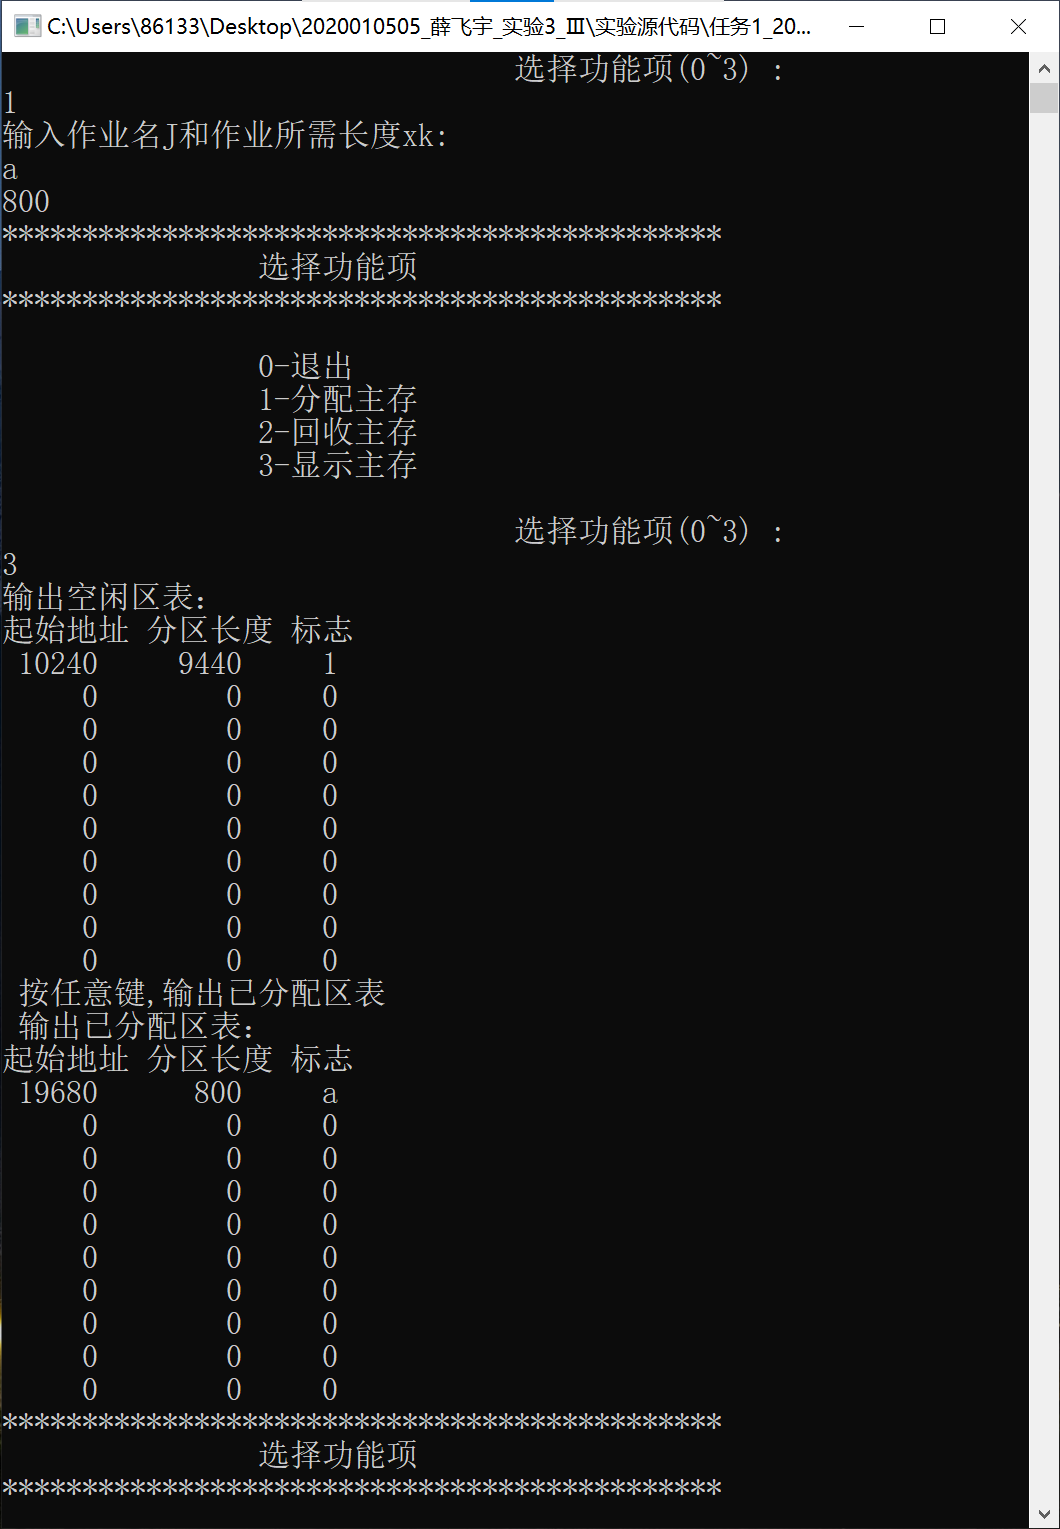 C:\Users\86133\Desktop\2020010505_薛飞宇_实验3_Ⅲ\实验源代码\任务1_20...
选择功能项(0~3) :
1
输入作业名J和作业所需长度xk:
a
800
*********************************************
选择功能项
*********************************************
0-退出
1-分配主存
2-回收主存
3-显示主存
选择功能项(0~3) :
3
输出空闲区表:
起始地址 分区长度 标志
10240 9440 1
0 0 0
0 0 0
0 0 0
0 0 0
0 0 0
0 0 0
0 0 0
0 0 0
0 0 0
按任意键,输出已分配区表
输出已分配区表:
起始地址 分区长度 标志
19680 800 a
0 0 0
0 0 0
0 0 0
0 0 0
0 0 0
0 0 0
0 0 0
0 0 0
0 0 0
*********************************************
选择功能项
*********************************************